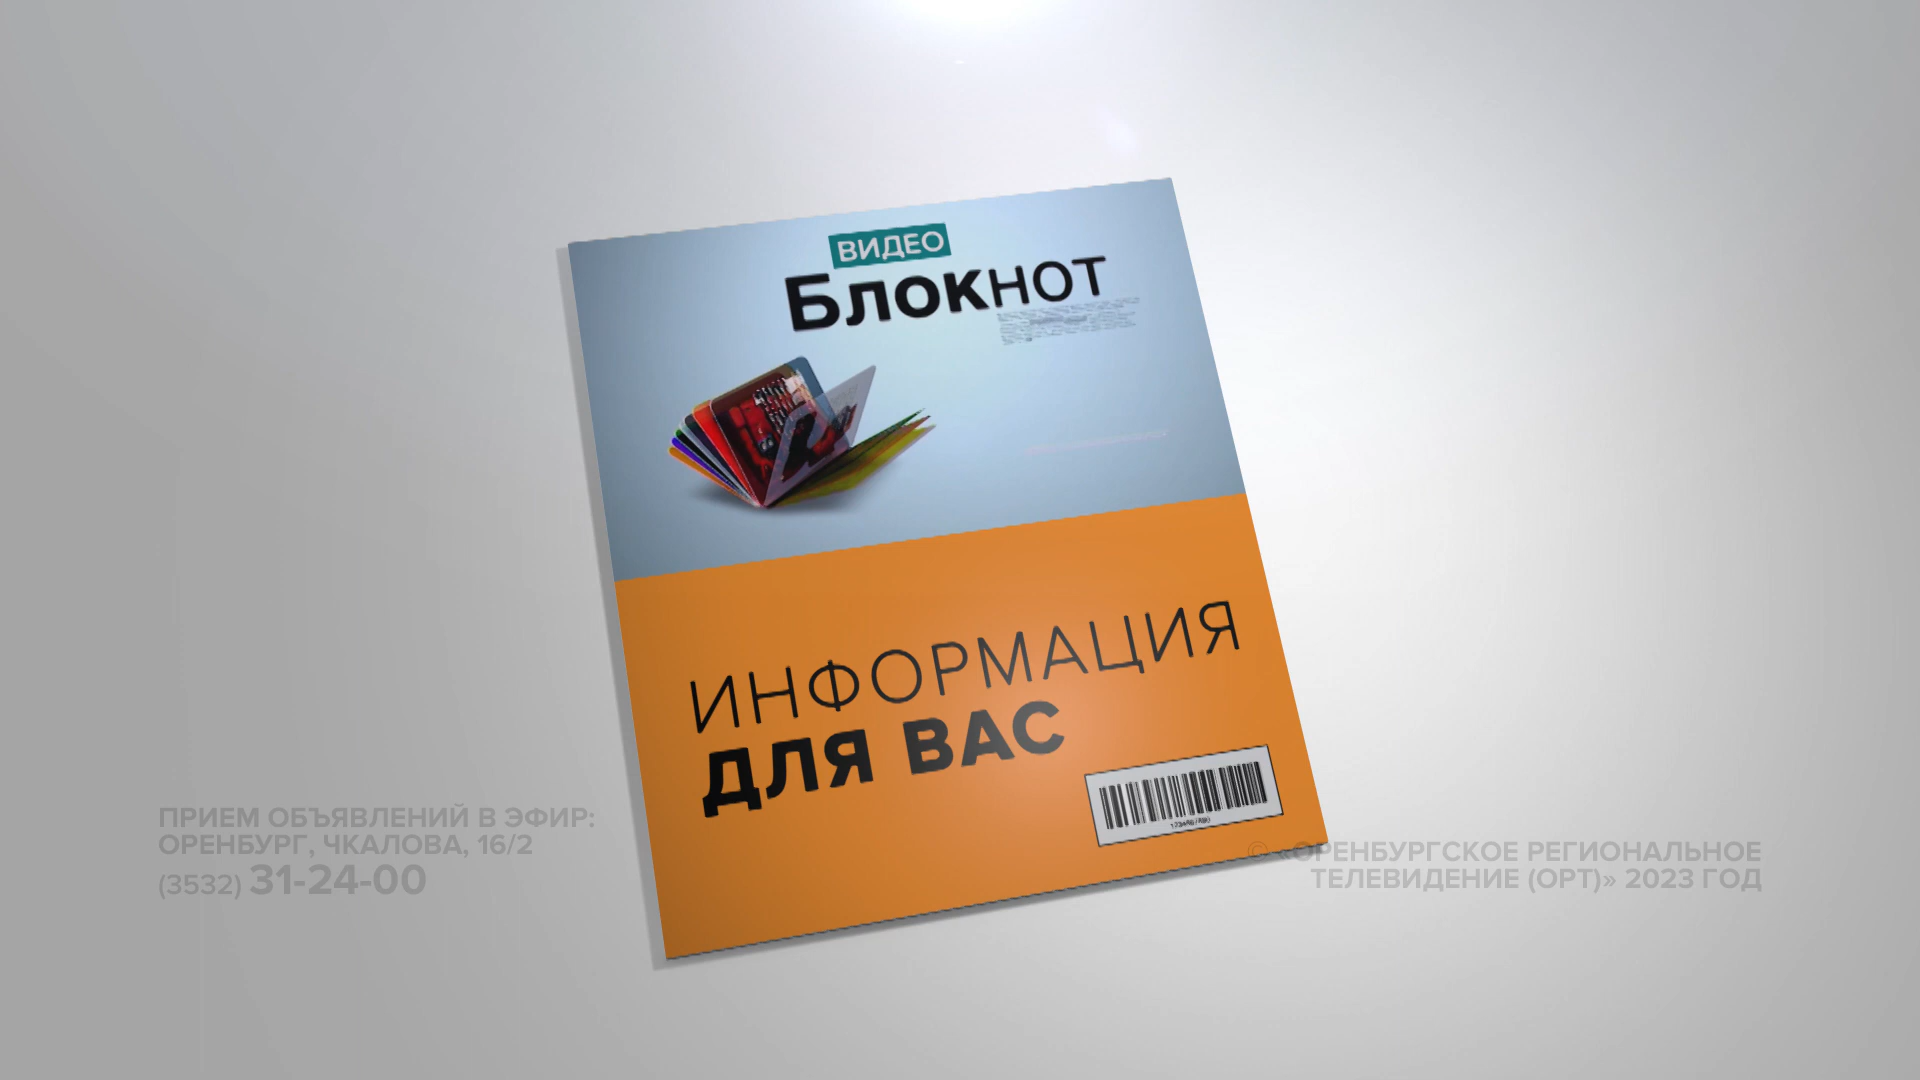 ВИДЕО
Блокнот
ИНФОРМАЦИЯ
ДЛЯ ВАС
ПРИЕМ ОБЪЯВЛЕНИЙ В ЭФИР:
ОРЕНБУРГ, ЧКАЛОВА, 16/2
(3532) 31-24-00
© «ОРЕНБУРГСКОЕ РЕГИОНАЛЬНОЕ
ТЕЛЕВИДЕНИЕ (ОРТ)» 2023 ГОД